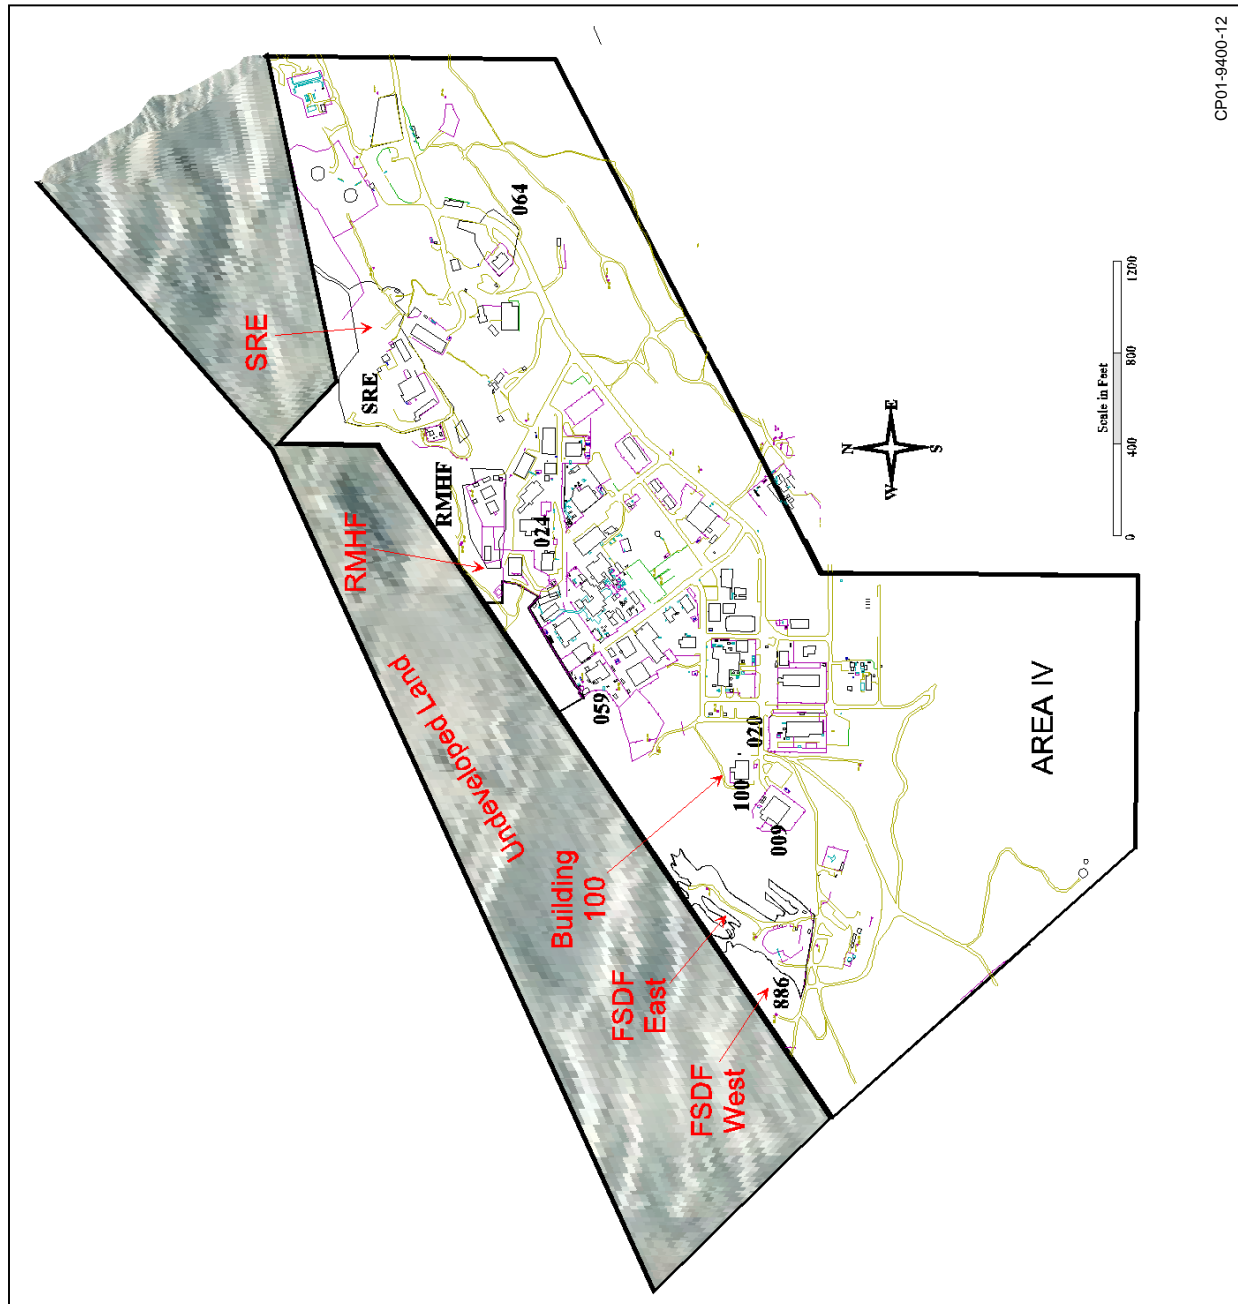 CP01-9400-12
SRE
064
SRE
RMHF
RMHF
024
Undeveloped Land
059
Building
100
020
100
009
FSDF
East
886
FSDF
West
N
E
W
S
Scale in Feet
0 400 800 1200
AREA IV